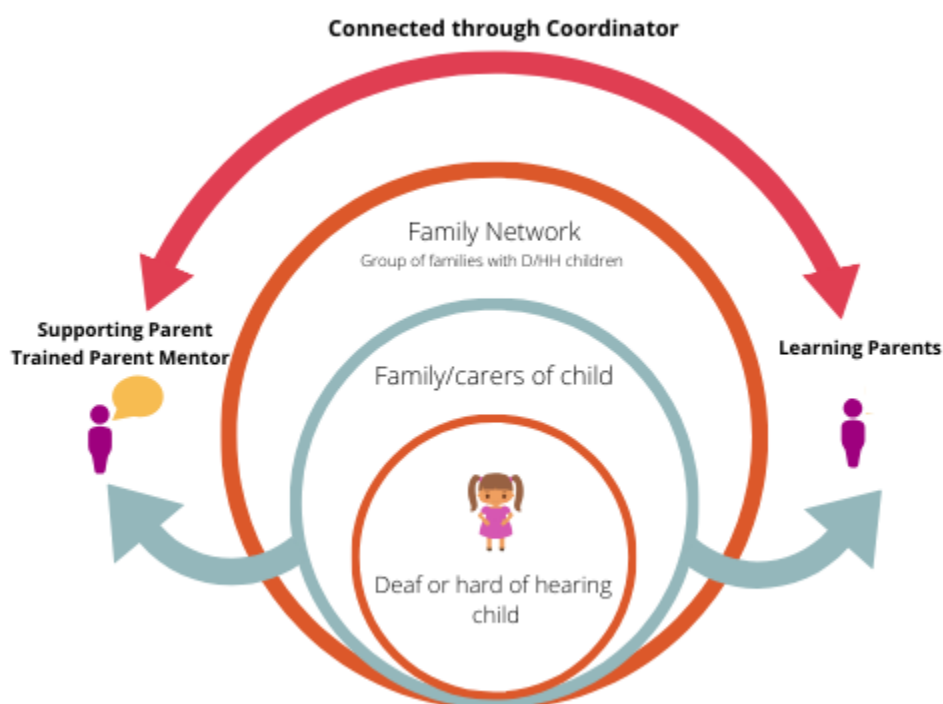 Connected through Coordinator
Family Network
Group of families with D/HH children
Supporting Parent
Trained Parent Mentor
Learning Parents
Family/carers of child
Deaf or hard of hearing
child